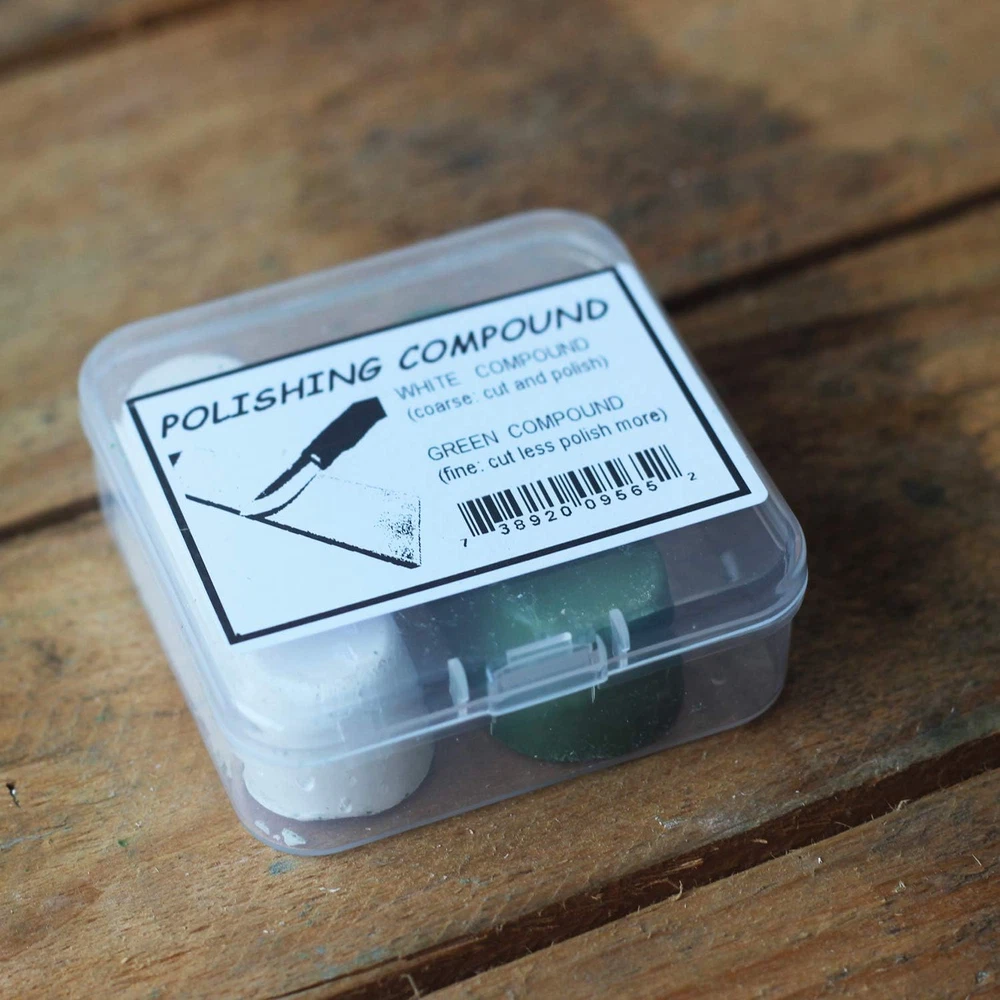 POLISHING COMPOUND
WHITE COMPOUND
(coarse: cut and polish)
GREEN COMPOUND
(fine: cut less polish more)
7 38920 09565 2